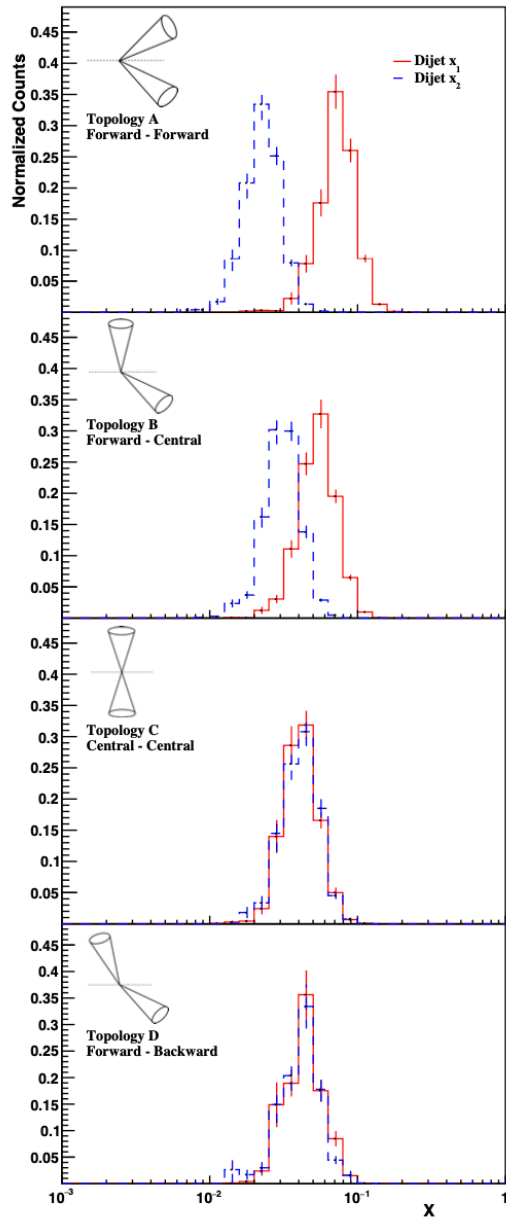 Normalized Counts
0.45
0.4
0.35
0.3
0.25
0.2
0.15
0.1
0.05
Topology A
Forward - Forward
Dijet x₁
Dijet x₂
0.45
0.4
0.35
0.3
0.25
0.2
0.15
0.1
0.05
Topology B
Forward - Central
0.45
0.4
0.35
0.3
0.25
0.2
0.15
0.1
0.05
Topology C
Central - Central
0.45
0.4
0.35
0.3
0.25
0.2
0.15
0.1
0.05
Topology D
Forward - Backward
10⁻³ 10⁻² 10⁻¹ 1
X